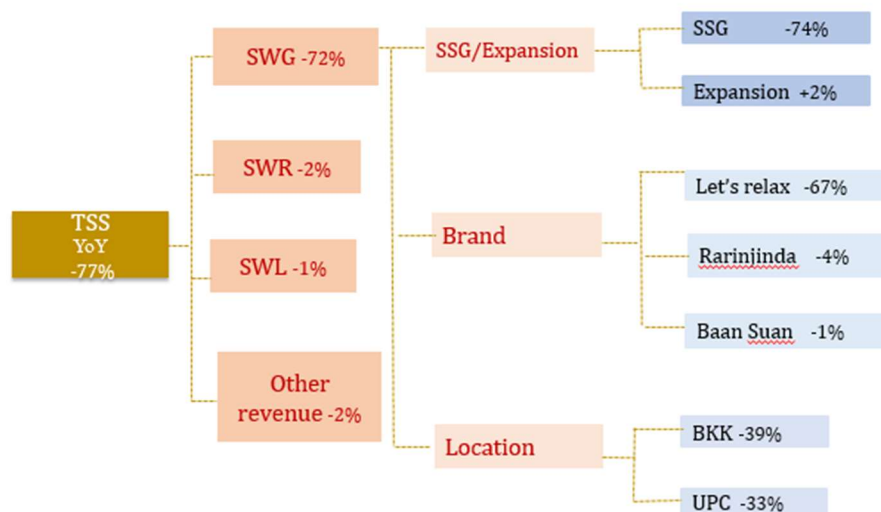 TSS
YoY
-77%
SWG -72%
SWR -2%
SWL -1%
Other
revenue -2%
SSG/Expansion
SSG -74%
Expansion +2%
Brand
Let's relax -67%
Rarinjinda -4%
Baan Suan -1%
Location
BKK -39%
UPC -33%